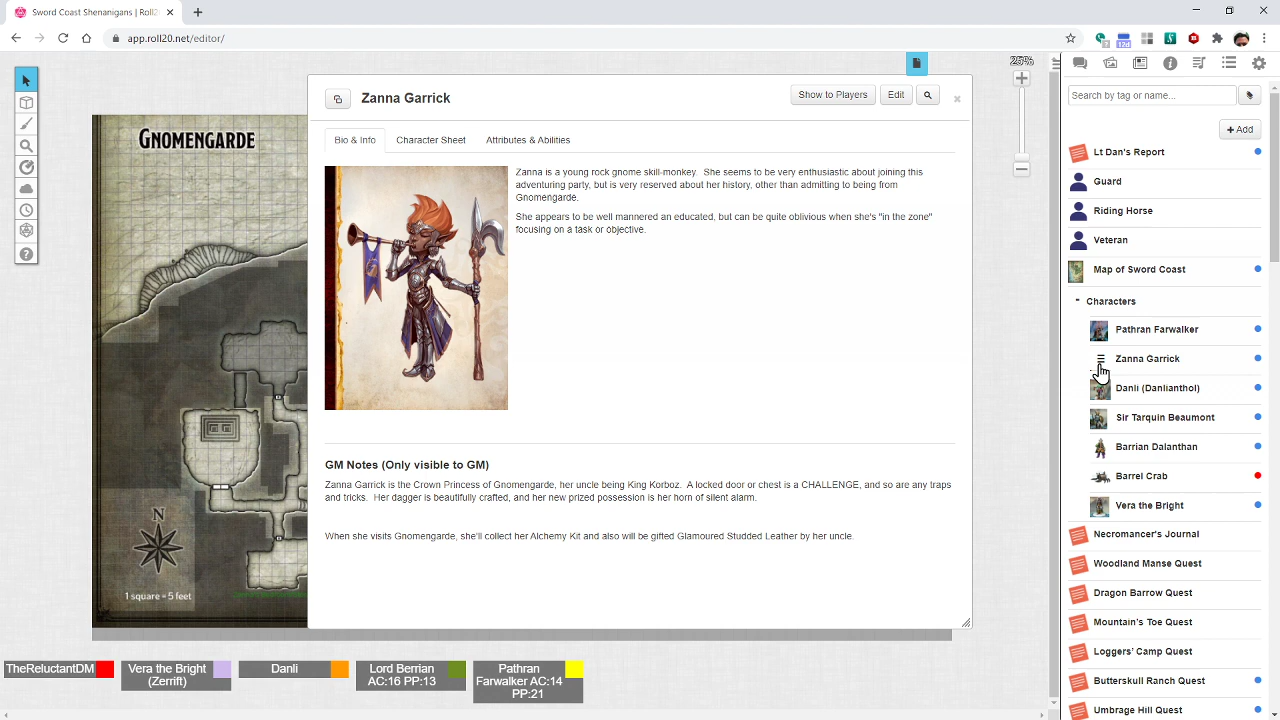 Sword Coast Shenanigans | Roll2
app.roll20.net/editor/
25%
Zanna Garrick
Show to Players
Edit
Bio & Info
Character Sheet
Attributes & Abilities
Zanna is a young rock gnome skill-monkey. She seems to be very enthusiastic about joining this
adventuring party, but is very reserved about her history, other than admitting to being from
Gnomengarde.
She appears to be well mannered an educated, but can be quite oblivious when she's "in the zone"
focusing on a task or objective.
GM Notes (Only visible to GM)
Zanna Garrick is the Crown Princess of Gnomengarde, her uncle being King Korboz. A locked door or chest is a CHALLENGE, and so are any traps
and tricks. Her dagger is beautifully crafted, and her new prized possession is her horn of silent alarm.
When she visits Gnomengarde, she'll collect her Alchemy Kit and also will be gifted Glamoured Studded Leather by her uncle.
GNOMENGARDE
N
1 square = 5 feet
TheReluctantDM
Vera the Bright
(Zerrift)
Danli
Lord Berrian
AC:16 PP:13
Pathran
Farwalker AC:14
PP:21
Search by tag or name...
+ Add
Lt Dan's Report
Guard
Riding Horse
Veteran
Map of Sword Coast
Characters
Pathran Farwalker
Zanna Garrick
Danli (Danlianthol)
Sir Tarquin Beaumont
Barrian Dalanthan
Barrel Crab
Vera the Bright
Necromancer's Journal
Woodland Manse Quest
Dragon Barrow Quest
Mountain's Toe Quest
Loggers' Camp Quest
Butterskull Ranch Quest
Umbrage Hill Quest